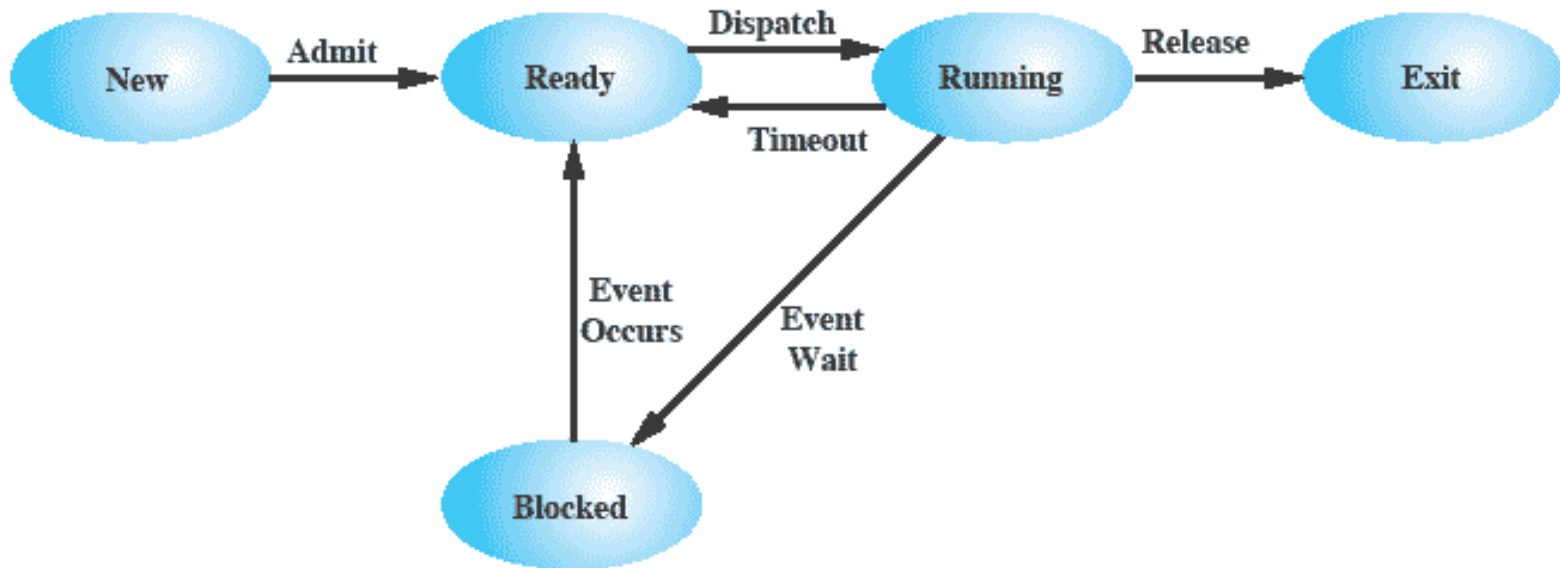 Dispatch
Release
Admit
New
Ready
Running
Exit
Timeout
Event
Occurs
Event
Wait
Blocked